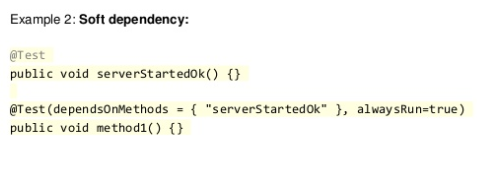 Example 2: Soft dependency:
@Test
public void serverStartedOk() {}
@Test(dependsOnMethods = { "serverStartedOk" }, alwaysRun=true)
public void method1() {}